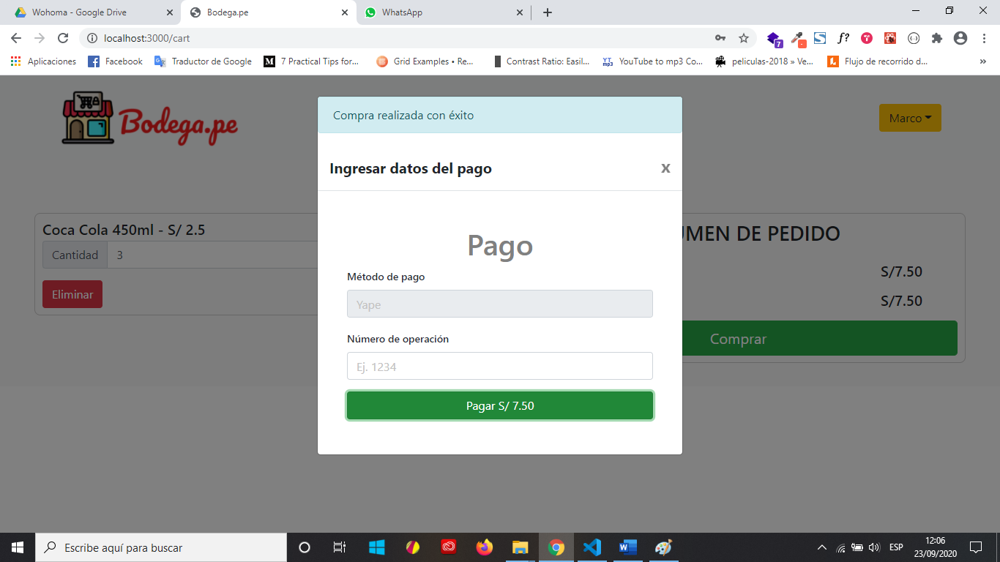 Wohoma - Google Drive
Bodega.pe
WhatsApp
localhost:3000/cart
f?
7
Aplicaciones
Facebook
Traductor de Google
7 Practical Tips for...
Grid Examples • Re...
Contrast Ratio: Easil...
YouTube to mp3 Co...
peliculas-2018 » Ve...
Flujo de recorrido d...
»
Bodega.pe
Marco
Compra realizada con éxito
Ingresar datos del pago
x
Coca Cola 450ml - S/ 2.5
Cantidad
3
Eliminar
UMEN DE PEDIDO
S/7.50
S/7.50
Comprar
Pago
Método de pago
Yape
Número de operación
Ej. 1234
Pagar S/ 7.50
Escribe aquí para buscar
ESP
12:06
23/09/2020